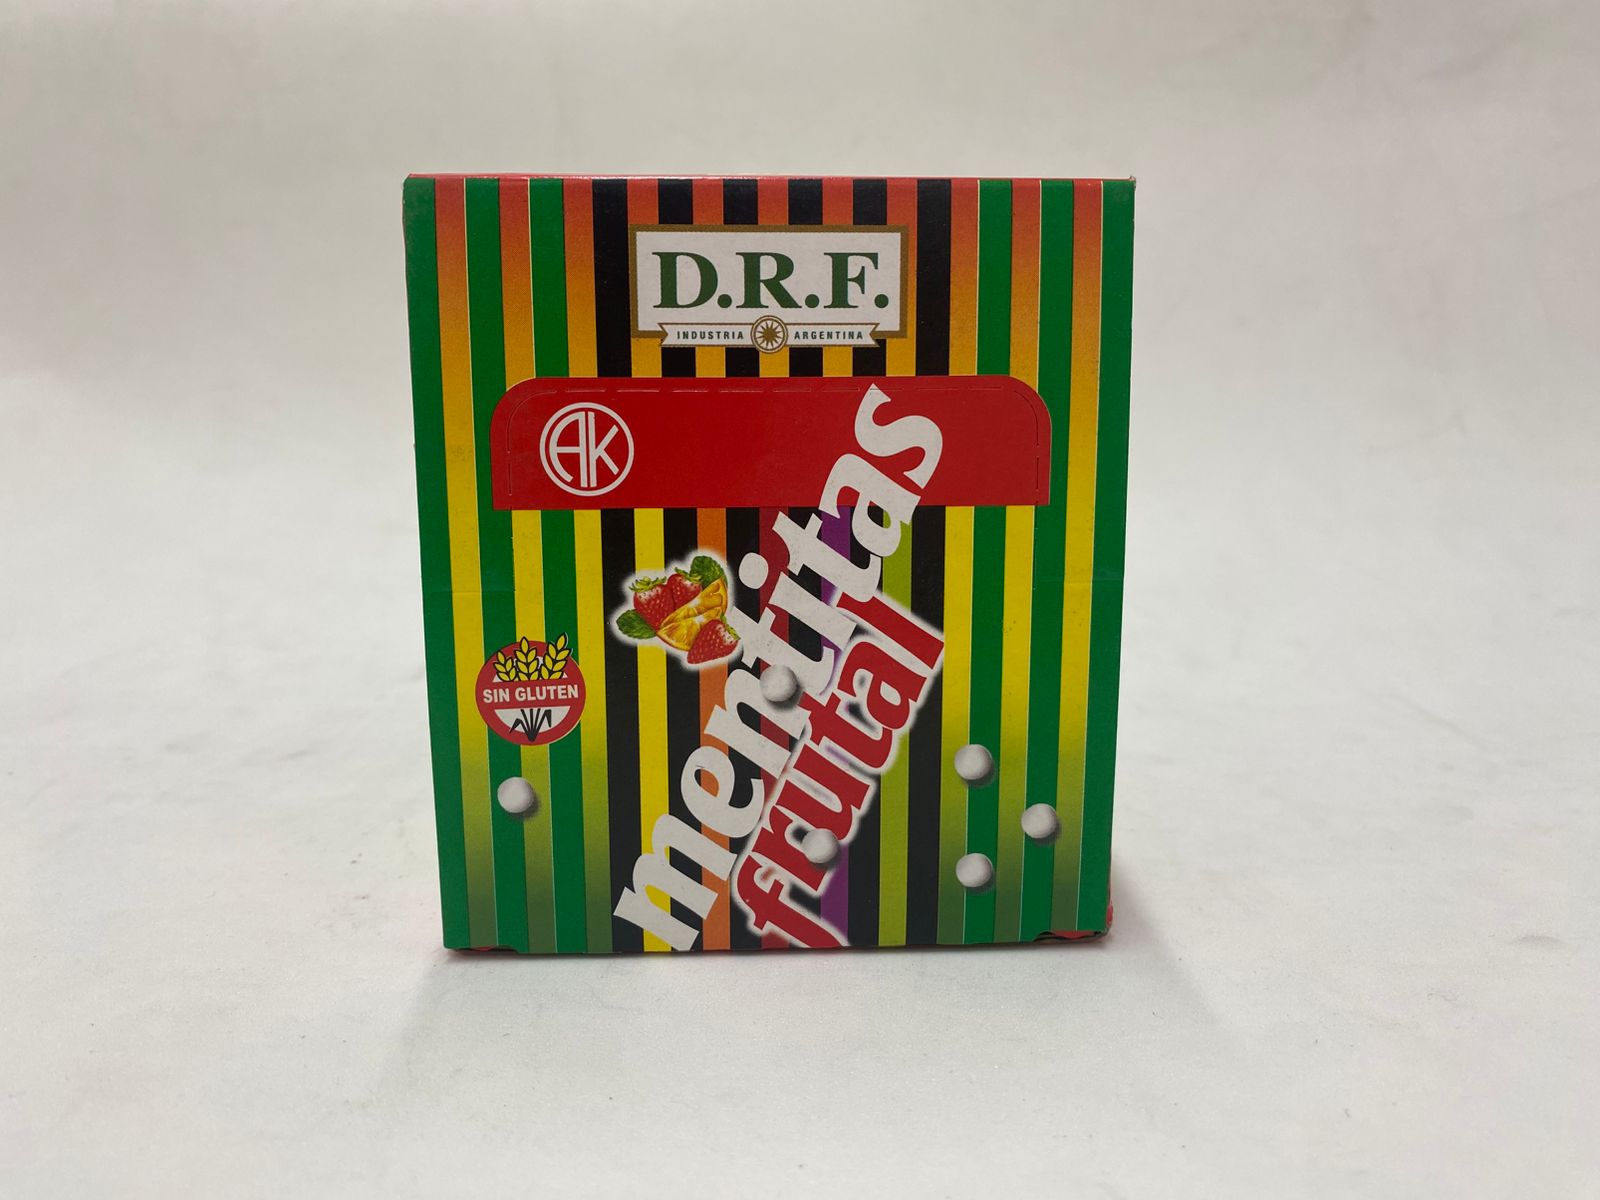 D.R.F.
INDUSTRIA ARGENTINA
AK
mentitas
frutal
SIN GLUTEN